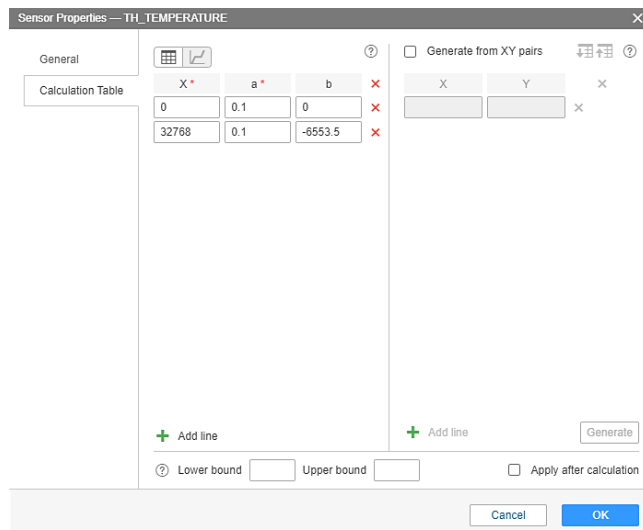 Sensor Properties — TH_TEMPERATURE
General
Calculation Table
X * a * b
0 0.1 0
32768 0.1 -6553.5
Add line
Generate from XY pairs
X Y
Add line
Generate
Lower bound Upper bound
Apply after calculation
Cancel OK